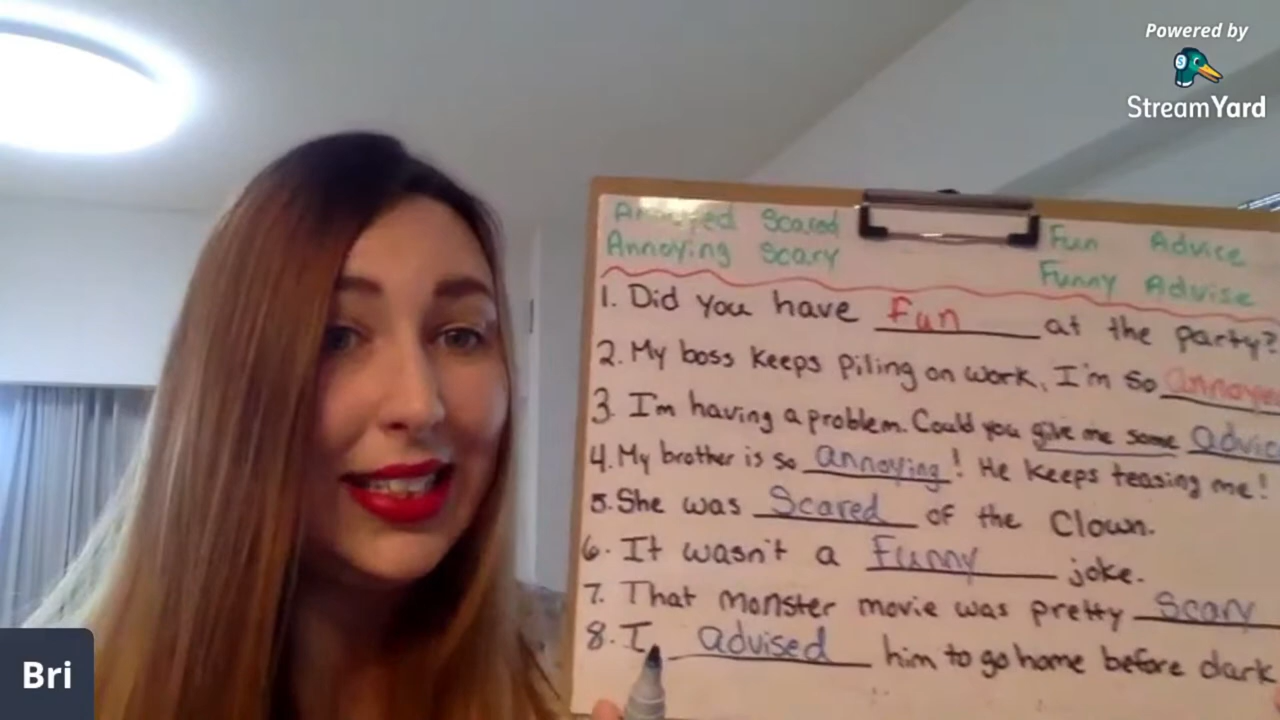 Powered by
StreamYard
Annoyed Scared Fun Advice
Annoying Scary Funny Advise
1. Did you have fun at the party?
2. My boss keeps piling on work, I'm so annoyed
3. I'm having a problem. Could you give me some advic
4. My brother is so annoying! He keeps teasing me!
5. She was Scared of the Clown.
6. It wasn't a Funny joke.
7. That monster movie was pretty Scary
8. I advised him to go home before dark
Bri